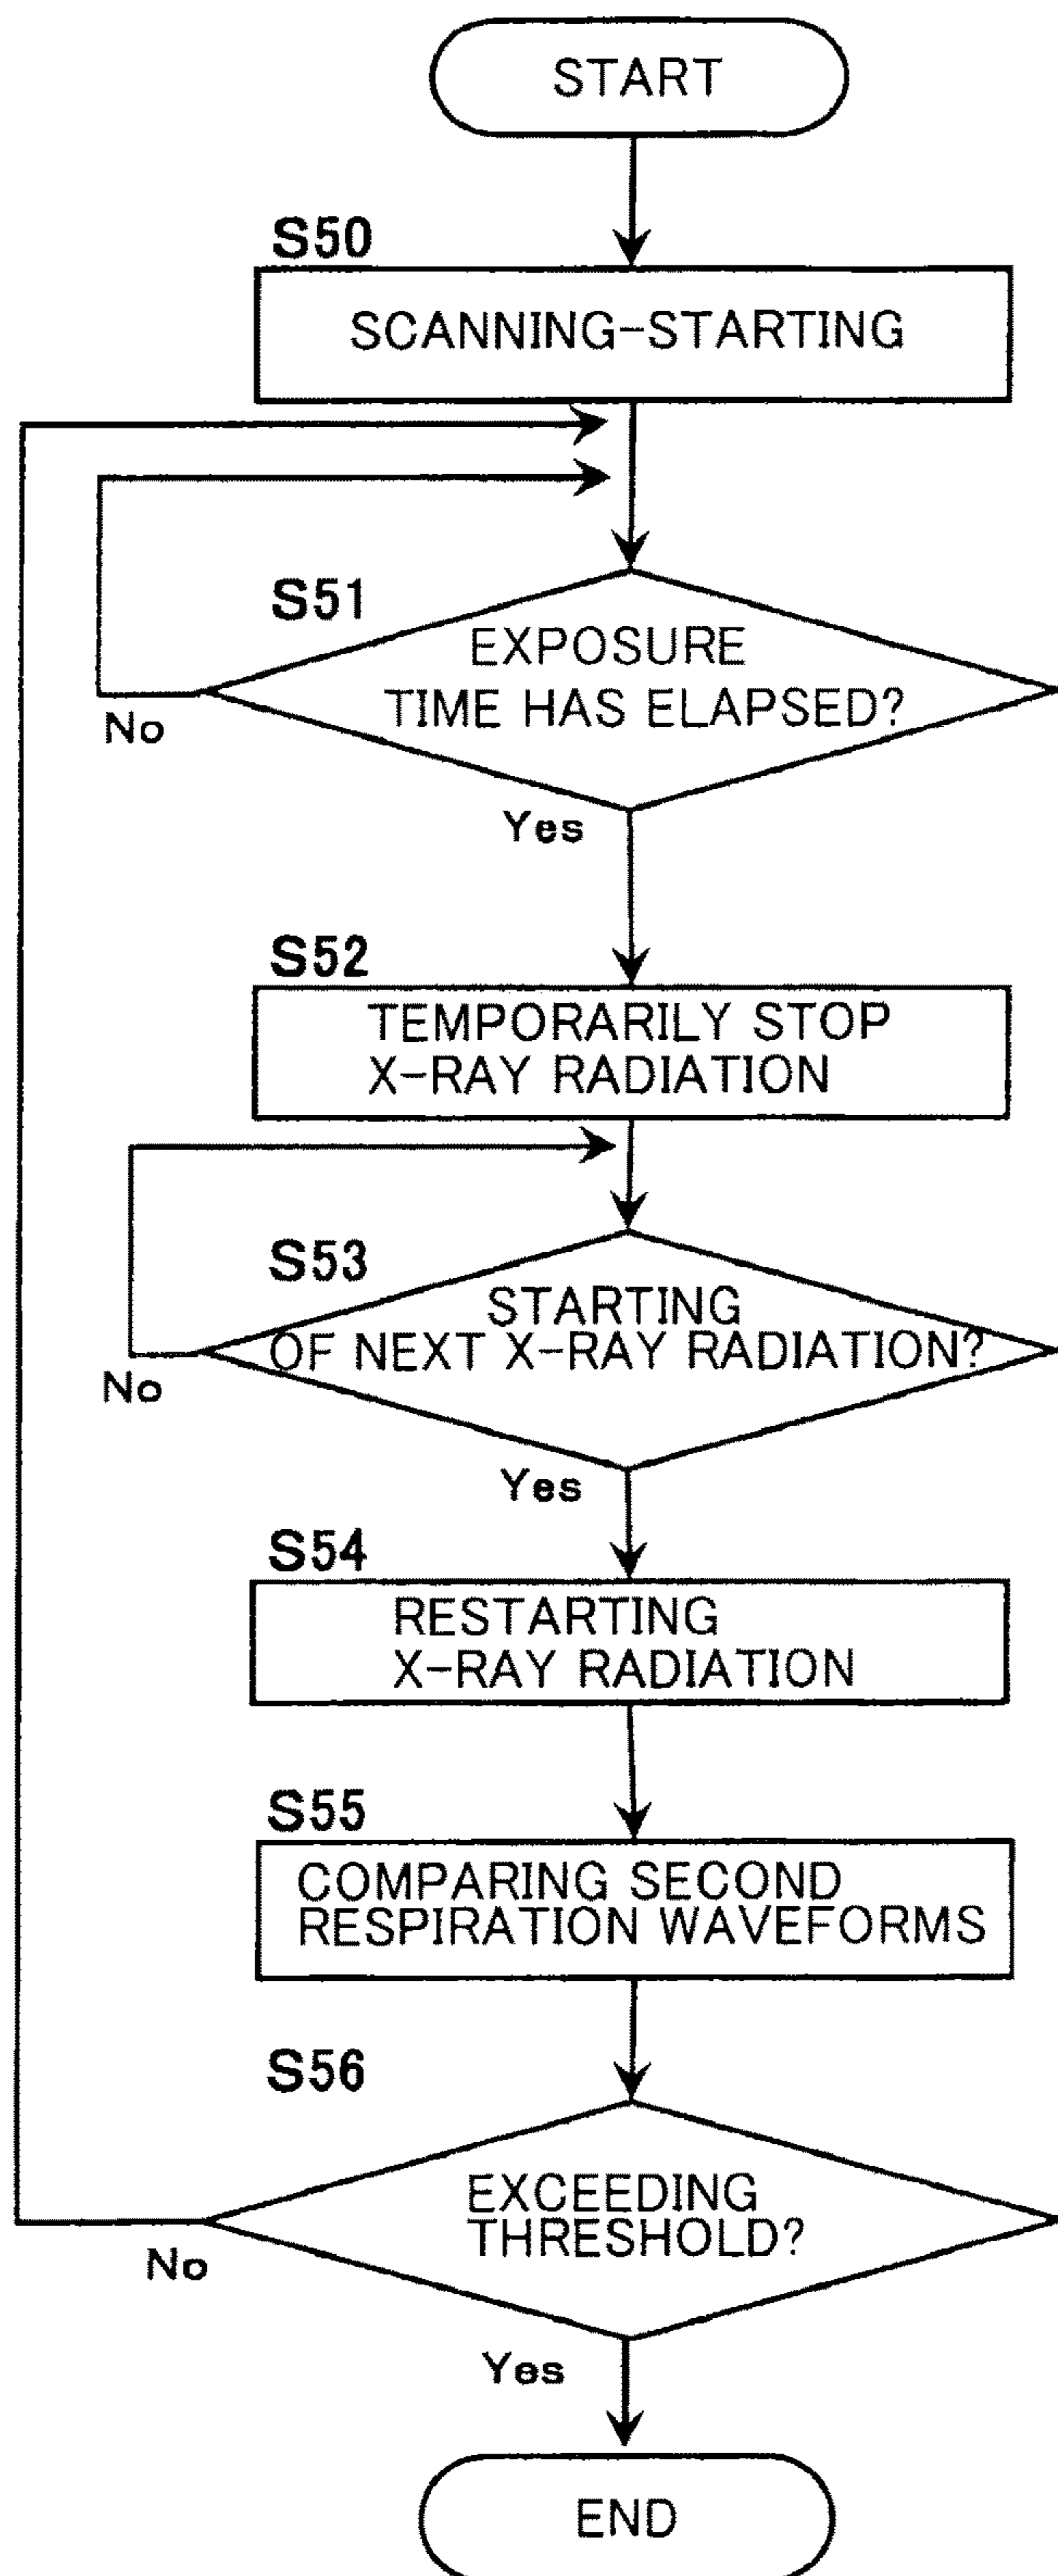 START
S50
SCANNING-STARTING
S51
EXPOSURE
TIME HAS ELAPSED?
No
Yes
S52
TEMPORARILY STOP
X-RAY RADIATION
S53
STARTING
OF NEXT X-RAY RADIATION?
No
Yes
S54
RESTARTING
X-RAY RADIATION
S55
COMPARING SECOND
RESPIRATION WAVEFORMS
S56
EXCEEDING
THRESHOLD?
No
Yes
END